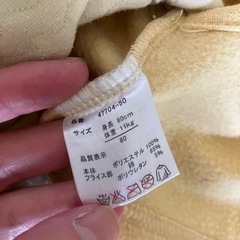 品番 47704-50
サイズ 身長 80cm
体重 11kg
80
品質表示
本体 ポリエステル 100%
フライス部 綿 95%
ポリウレタン 5%